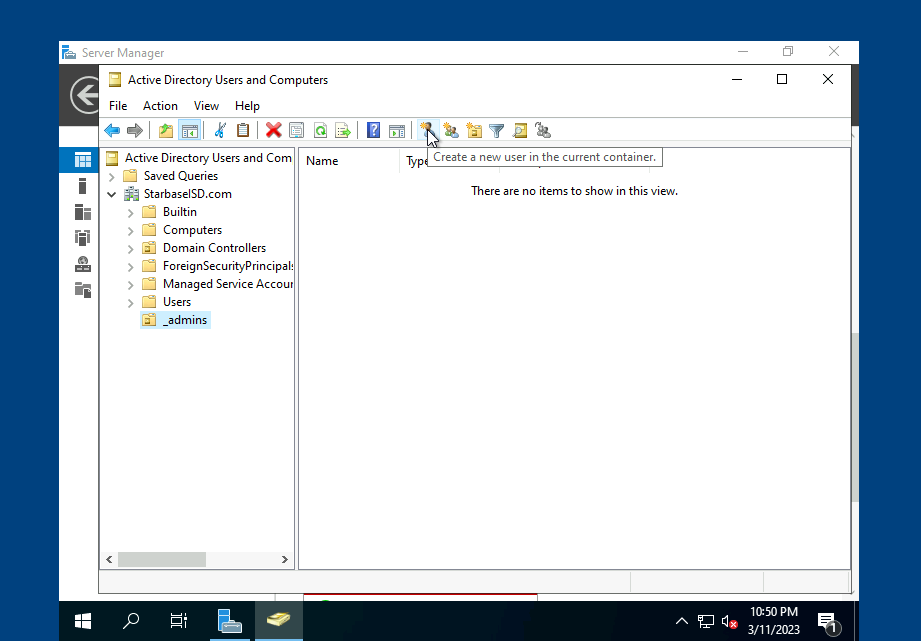 Server Manager
Active Directory Users and Computers
File Action View Help
Active Directory Users and Com
Name
Type
Create a new user in the current container.
Saved Queries
There are no items to show in this view.
StarbaseISD.com
Builtin
Computers
Domain Controllers
ForeignSecurityPrincipals
Managed Service Accoun
Users
_admins
10:50 PM
3/11/2023
1